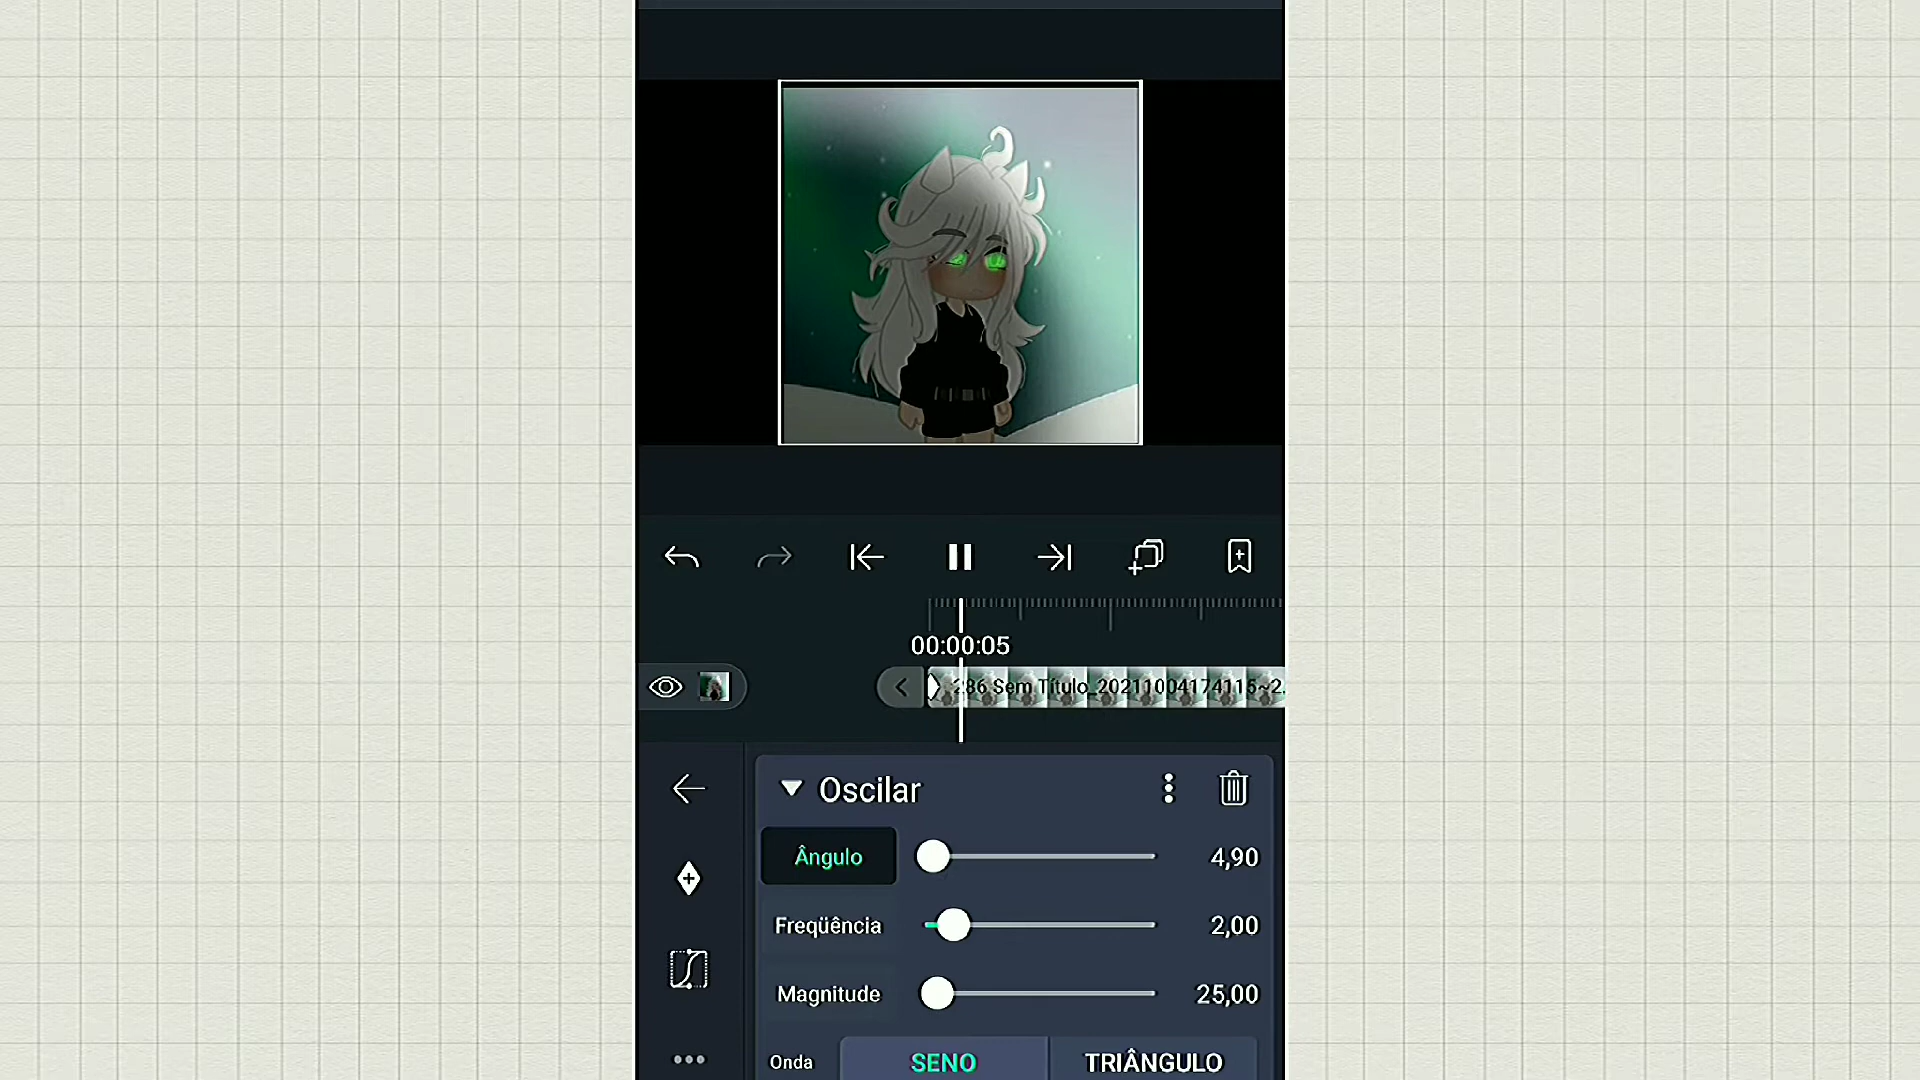 00:00:05
286 Sem Título_20211004174115~2.
Oscilar
Ângulo 4,90
Freqüência 2,00
Magnitude 25,00
Onda SENO TRIÂNGULO